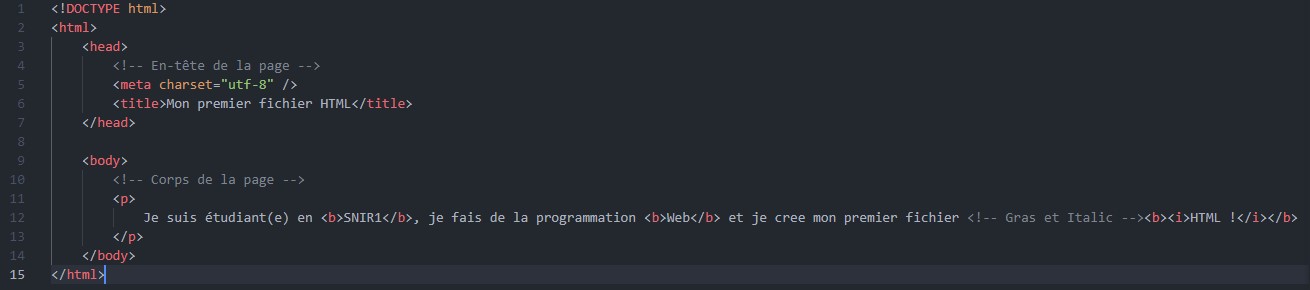 1 <!DOCTYPE html>
2 <html>
3 <head>
4 <!-- En-tête de la page -->
5 <meta charset="utf-8" />
6 <title>Mon premier fichier HTML</title>
7 </head>
8
9 <body>
10 <!-- Corps de la page -->
11 <p>
12 Je suis étudiant(e) en <b>SNIR1</b>, je fais de la programmation <b>Web</b> et je cree mon premier fichier <!-- Gras et Italic --><b><i>HTML !</i></b>
13 </p>
14 </body>
15 </html>